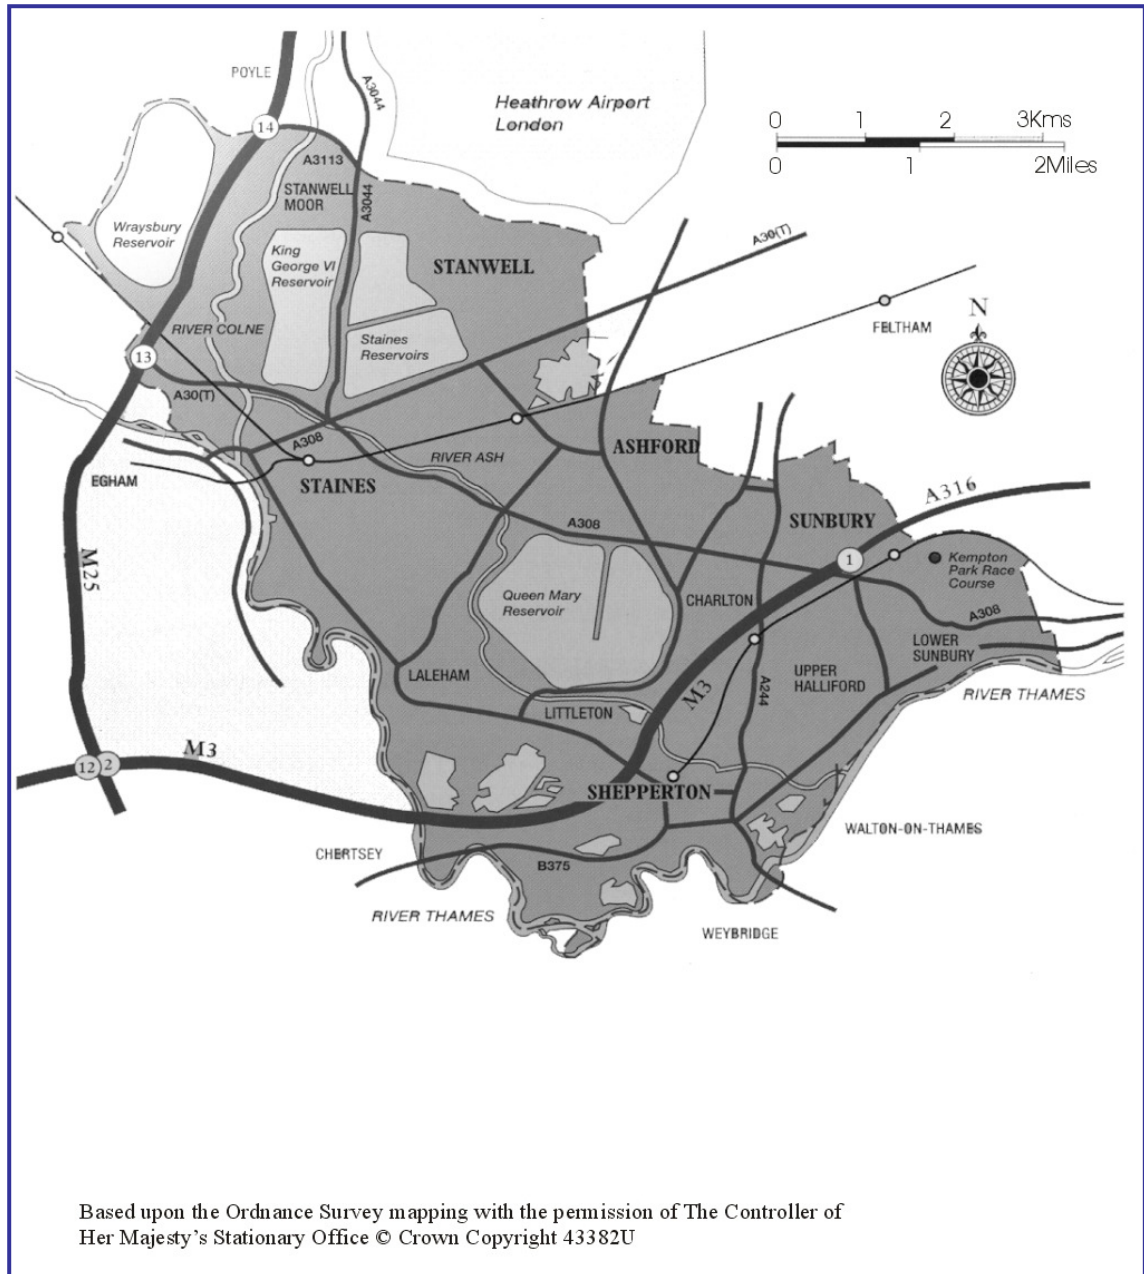 POYLE
A3044
Heathrow Airport
London
0 1 2 3Kms
0 1 2Miles
14
A3113
STANWELL
MOOR
A3044
Wraysbury
Reservoir
King
George VI
Reservoir
STANWELL
A30(T)
FELTHAM
N
RIVER COLNE
Staines
Reservoirs
13
A30(T)
A308
RIVER ASH
ASHFORD
EGHAM
STAINES
A316
SUNBURY
A308
1
Kempton
Park Race
Course
M25
Queen Mary
Reservoir
CHARLTON
A308
LOWER
SUNBURY
LALEHAM
UPPER
HALLIFORD
RIVER THAMES
M3
A244
LITTLETON
M3
12 2
SHEPPERTON
WALTON-ON-THAMES
CHERTSEY
B375
RIVER THAMES
WEYBRIDGE
Based upon the Ordnance Survey mapping with the permission of The Controller of
Her Majesty's Stationary Office © Crown Copyright 43382U